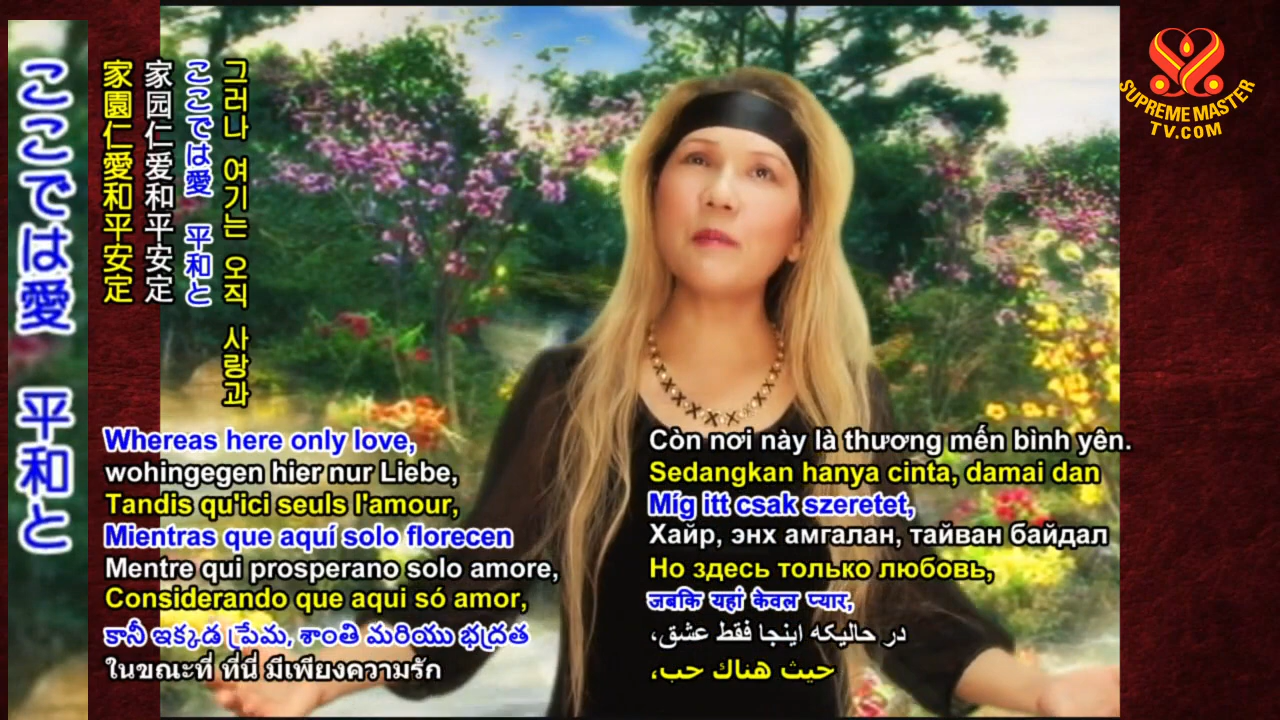 ここでは愛 平和と
家園仁愛和平安定
家园仁爱和平安定
ここでは愛 平和と
그러나 여기는 오직 사랑과
Whereas here only love,
wohingegen hier nur Liebe,
Tandis qu'ici seuls l'amour,
Mientras que aquí solo florecen
Mentre qui prosperano solo amore,
Considerando que aqui só amor,
కానీ ఇక్కడ ప్రేమ, శాంతి మరియు భద్రత
ในขณะที่ ที่นี่ มีเพียงความรัก
Còn nơi này là thương mến bình yên.
Sedangkan hanya cinta, damai dan
Míg itt csak szeretet,
Хайр, энх амгалан, тайван байдал
Но здесь только любовь,
जबकि यहां केवल प्यार,
در حالیکه اینجا فقط عشق،
حيث هناك حب،
SUPREME MASTER
TV.COM